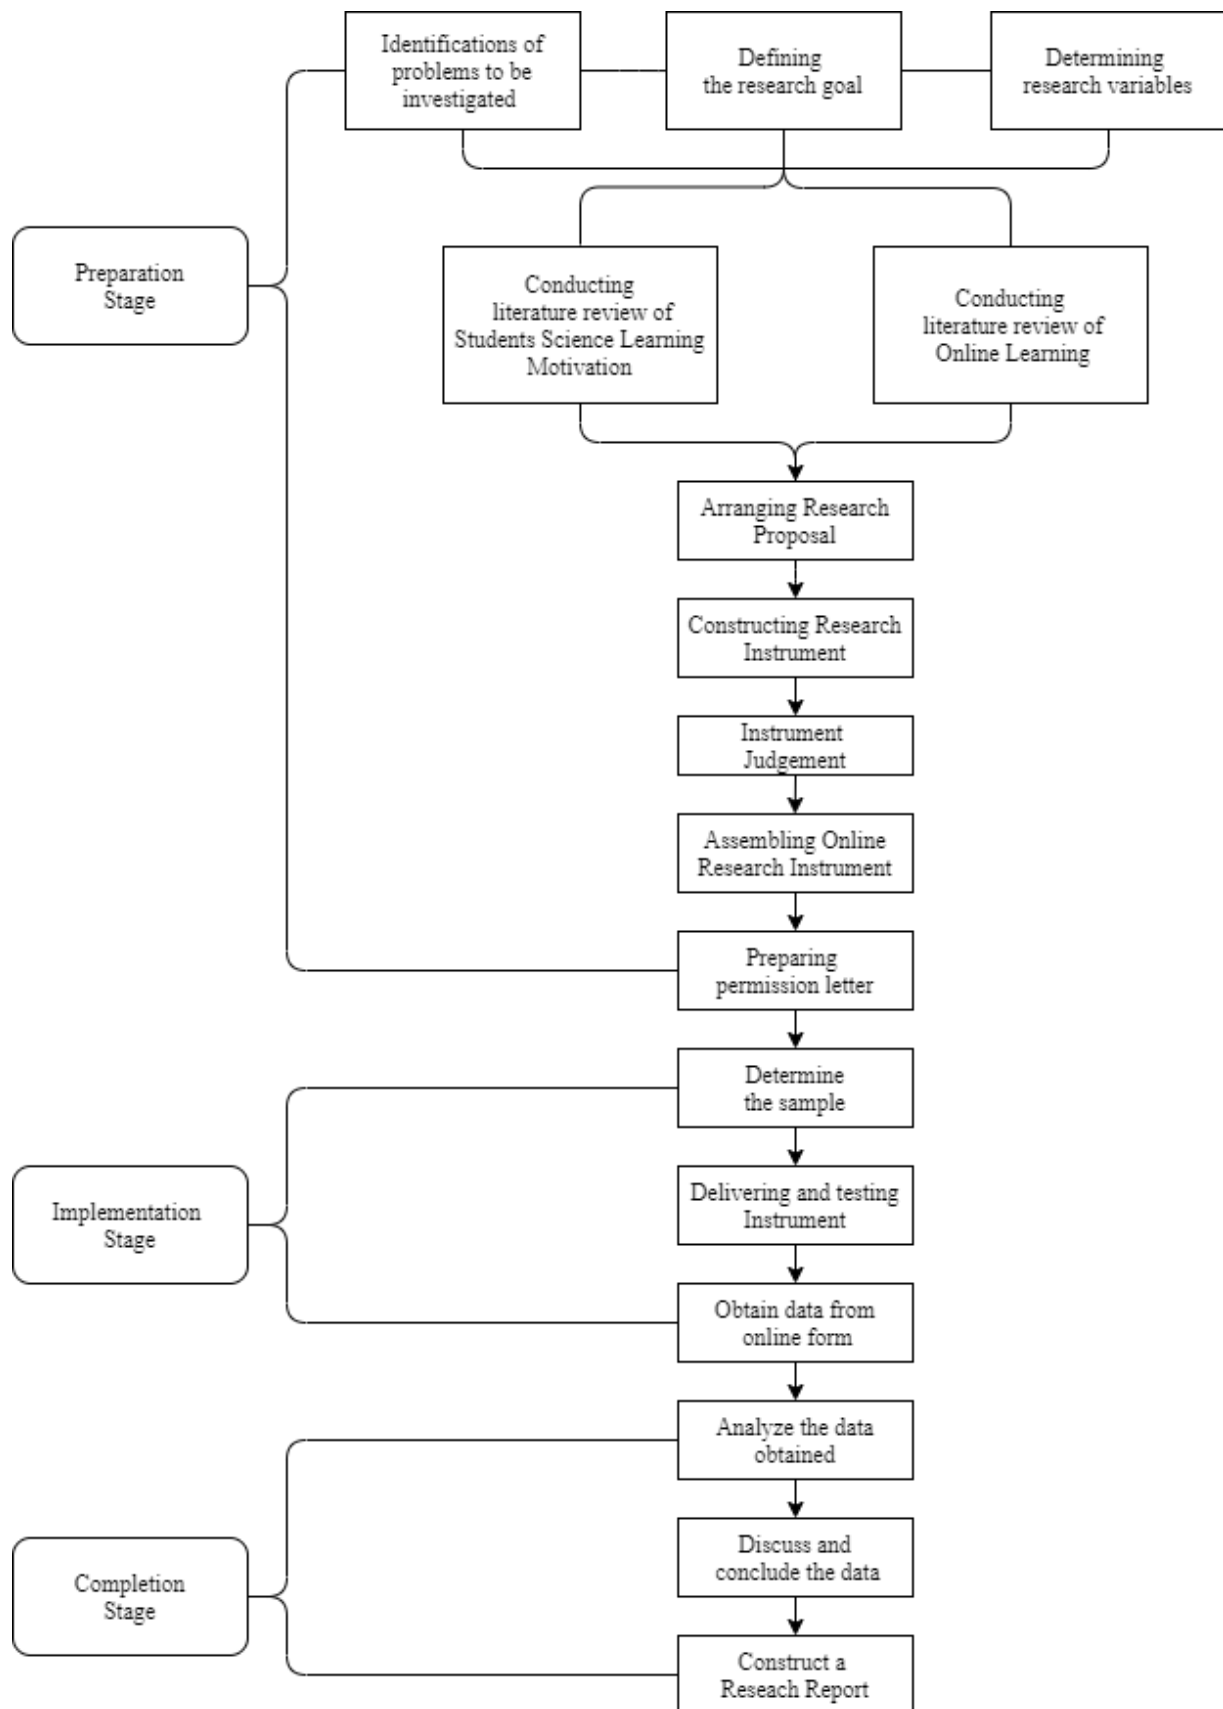 Identifications of
problems to be
investigated
Defining
the research goal
Determining
research variables
Preparation
Stage
Conducting
literature review of
Students Science Learning
Motivation
Conducting
literature review of
Online Learning
Arranging Research
Proposal
Constructing Research
Instrument
Instrument
Judgement
Assembling Online
Research Instrument
Preparing
permission letter
Determine
the sample
Implementation
Stage
Delivering and testing
Instrument
Obtain data from
online form
Analyze the data
obtained
Completion
Stage
Discuss and
conclude the data
Construct a
Reseach Report